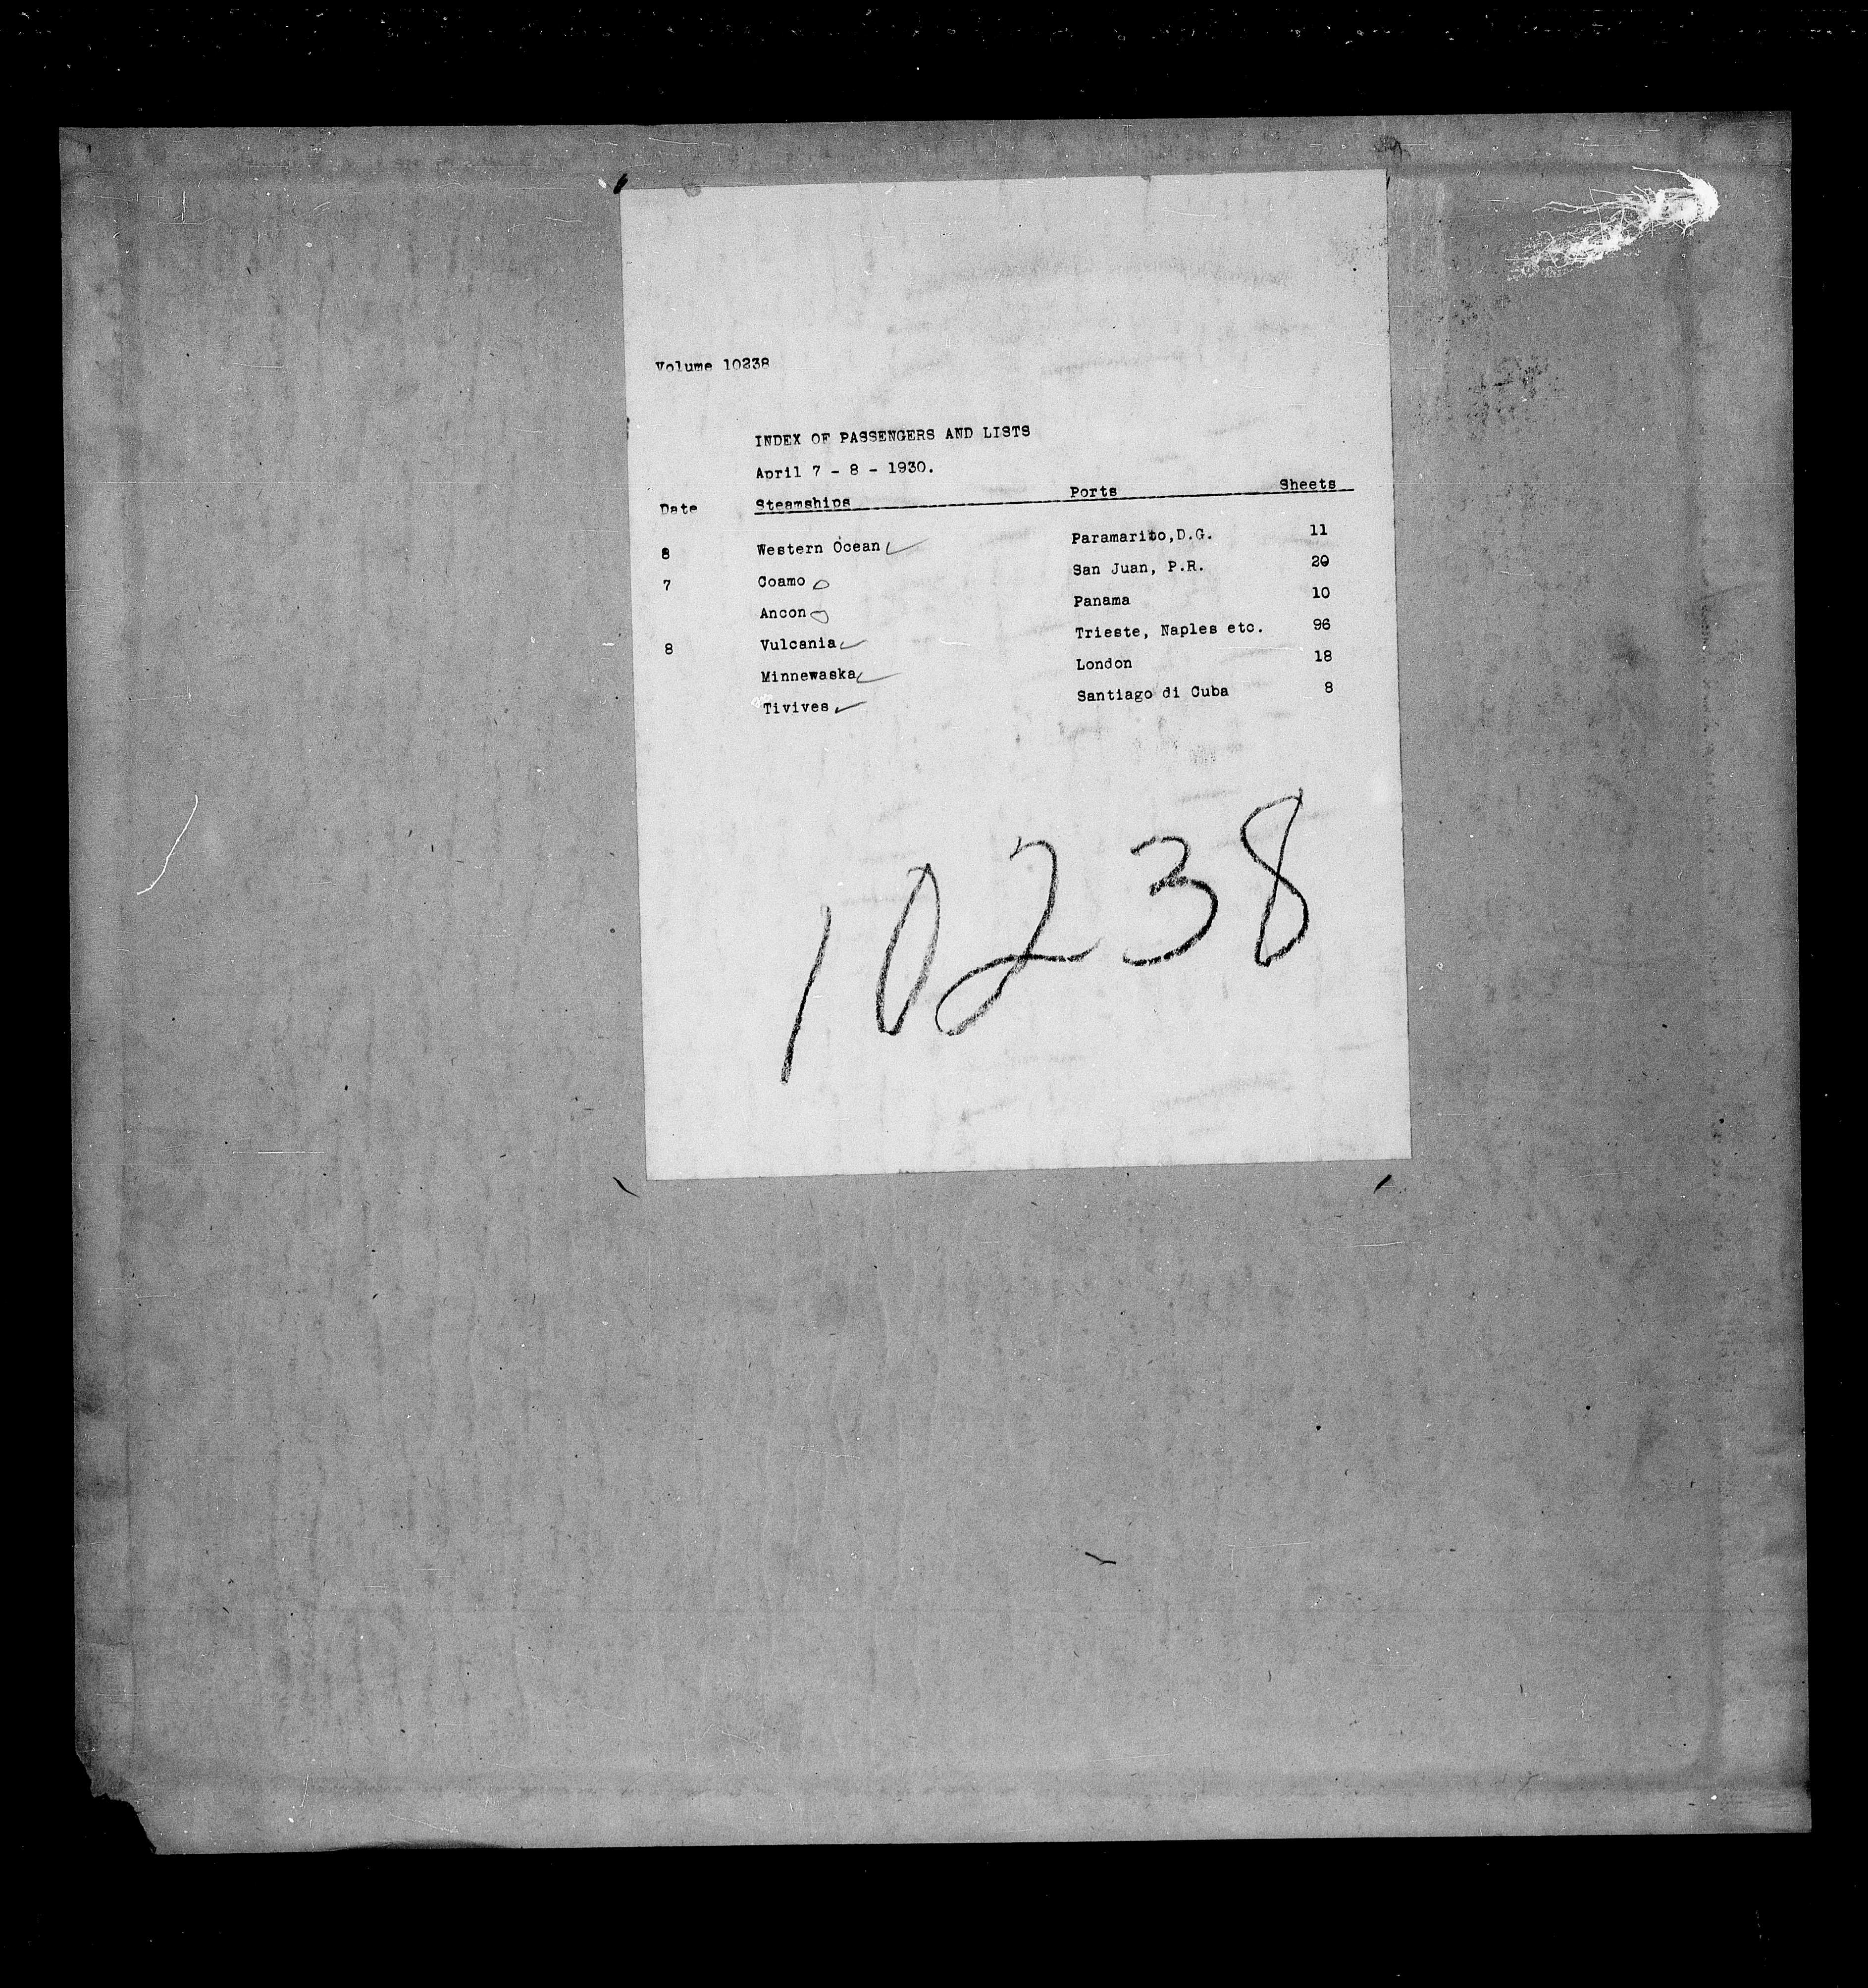 Volume 10238
INDEX OF PASSENGERS AND LISTS
April 7 - 8 - 1930.
Date Steamships Ports Sheets
8 Western Ocean Paramarito,D.G. 11
7 Coamo San Juan, P.R. 20
Ancon Panama 10
8 Vulcania Trieste, Naples etc. 96
Minnewaska London 18
Tivives Santiago di Cuba 8
10238